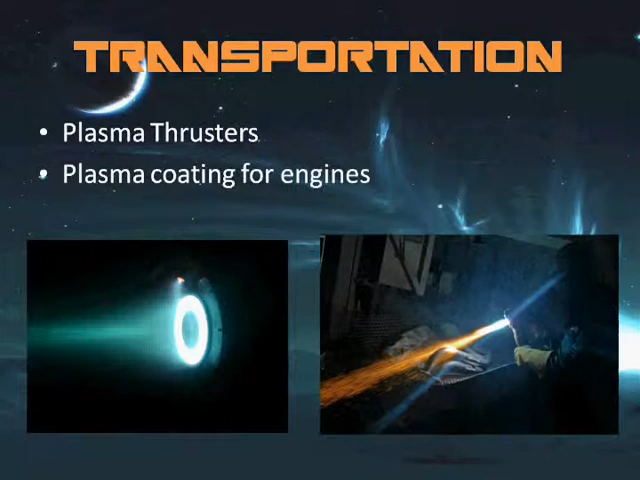 TRANSPORTATION
• Plasma Thrusters
• Plasma coating for engines